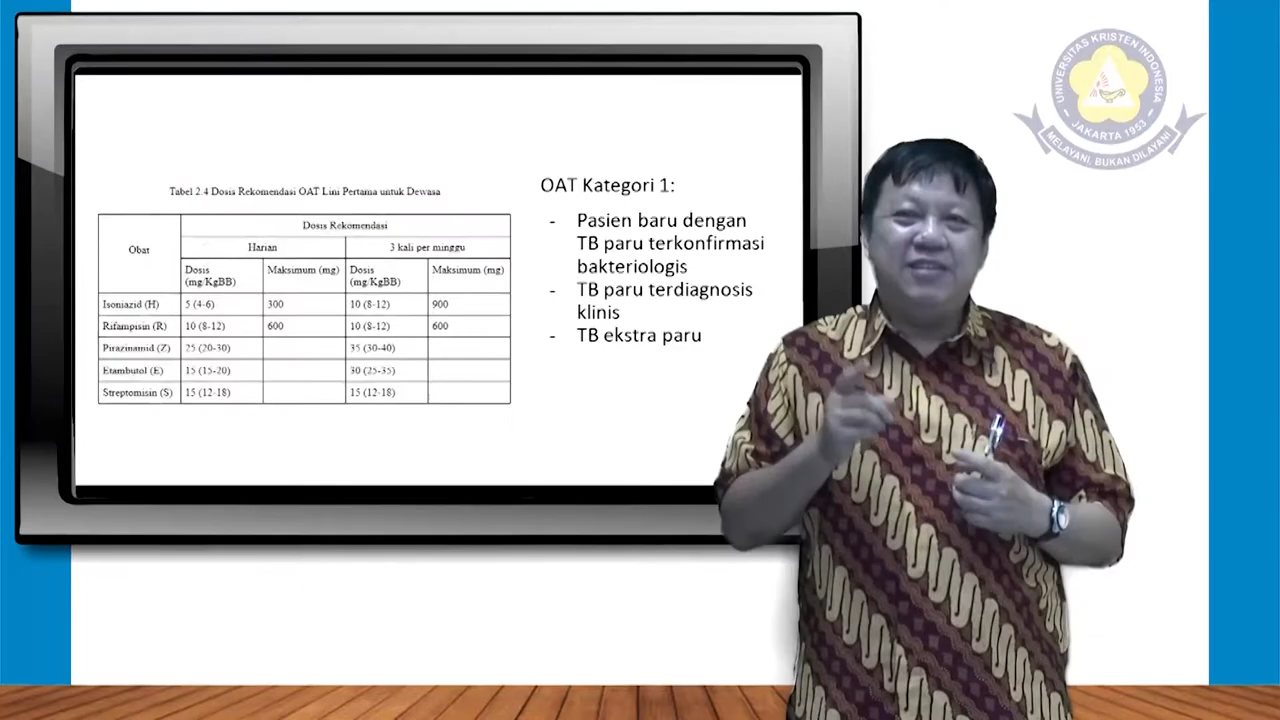 Tabel 2.4 Dosis Rekomendasi OAT Lini Pertama untuk Dewasa
Obat
Dosis Rekomendasi
Harian
3 kali per minggu
Dosis (mg/KgBB)
Maksimum (mg)
Dosis (mg/KgBB)
Maksimum (mg)
Isoniazid (H) 5 (4-6) 300 10 (8-12) 900
Rifampisin (R) 10 (8-12) 600 10 (8-12) 600
Pirazinamid (Z) 25 (20-30) 35 (30-40)
Etambutol (E) 15 (15-20) 30 (25-35)
Streptomisin (S) 15 (12-18) 15 (12-18)
OAT Kategori 1:
- Pasien baru dengan
TB paru terkonfirmasi
bakteriologis
- TB paru terdiagnosis
klinis
- TB ekstra paru
UNIVERSITAS KRISTEN INDONESIA
- JAKARTA 1953 -
MELAYANI, BUKAN DILAYANI